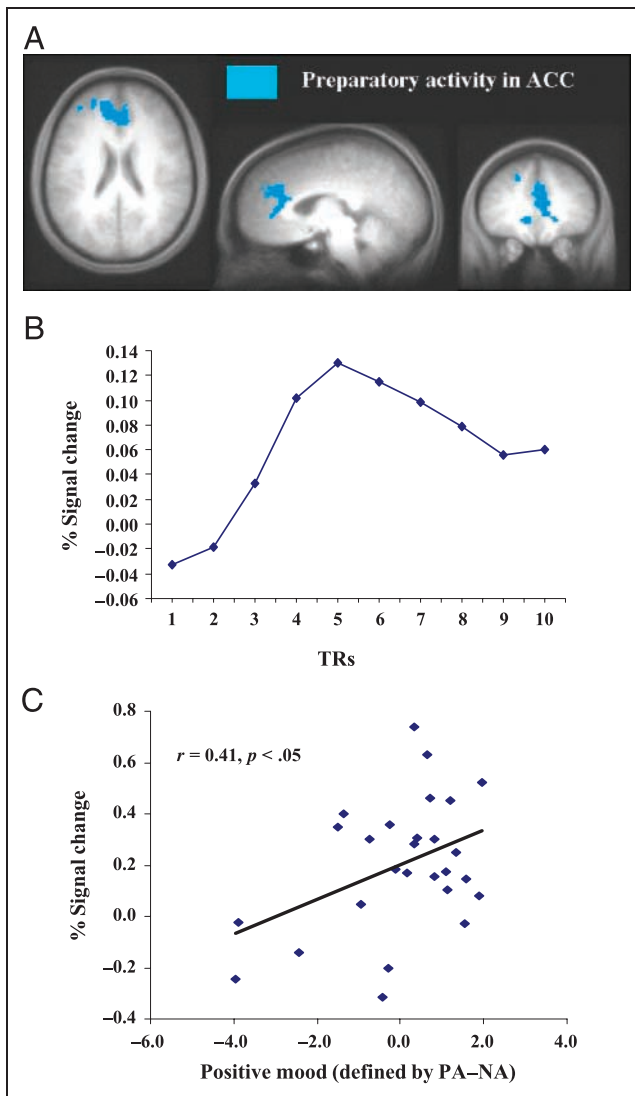 A
Preparatory activity in ACC
B
% Signal change
0.14
0.12
0.10
0.08
0.06
0.04
0.02
0.00
−0.02
−0.04
−0.06
1 2 3 4 5 6 7 8 9 10
TRs
C
% Signal change
r = 0.41, p < .05
0.8
0.6
0.4
0.2
0.0
−0.2
−0.4
−6.0 −4.0 −2.0 0.0 2.0 4.0
Positive mood (defined by PA–NA)